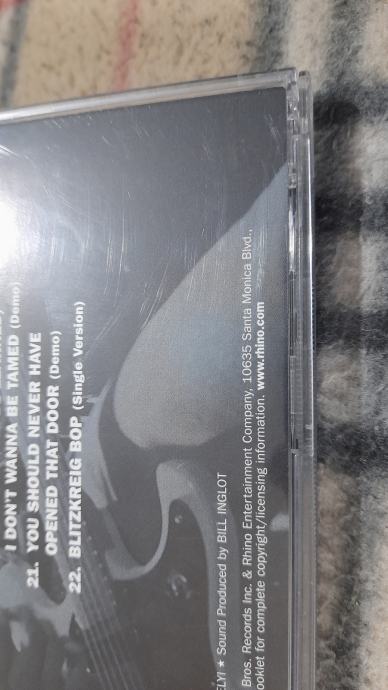 I DON'T WANNA BE TAMED (Demo)
21. YOU SHOULD NEVER HAVE
OPENED THAT DOOR (Demo)
22. BLITZKREIG BOP (Single Version)
★ Sound Produced by BILL INGLOT
Bros. Records Inc. & Rhino Entertainment Company, 10635 Santa Monica Blvd.,
ooklet for complete copyright/licensing information. www.rhino.com